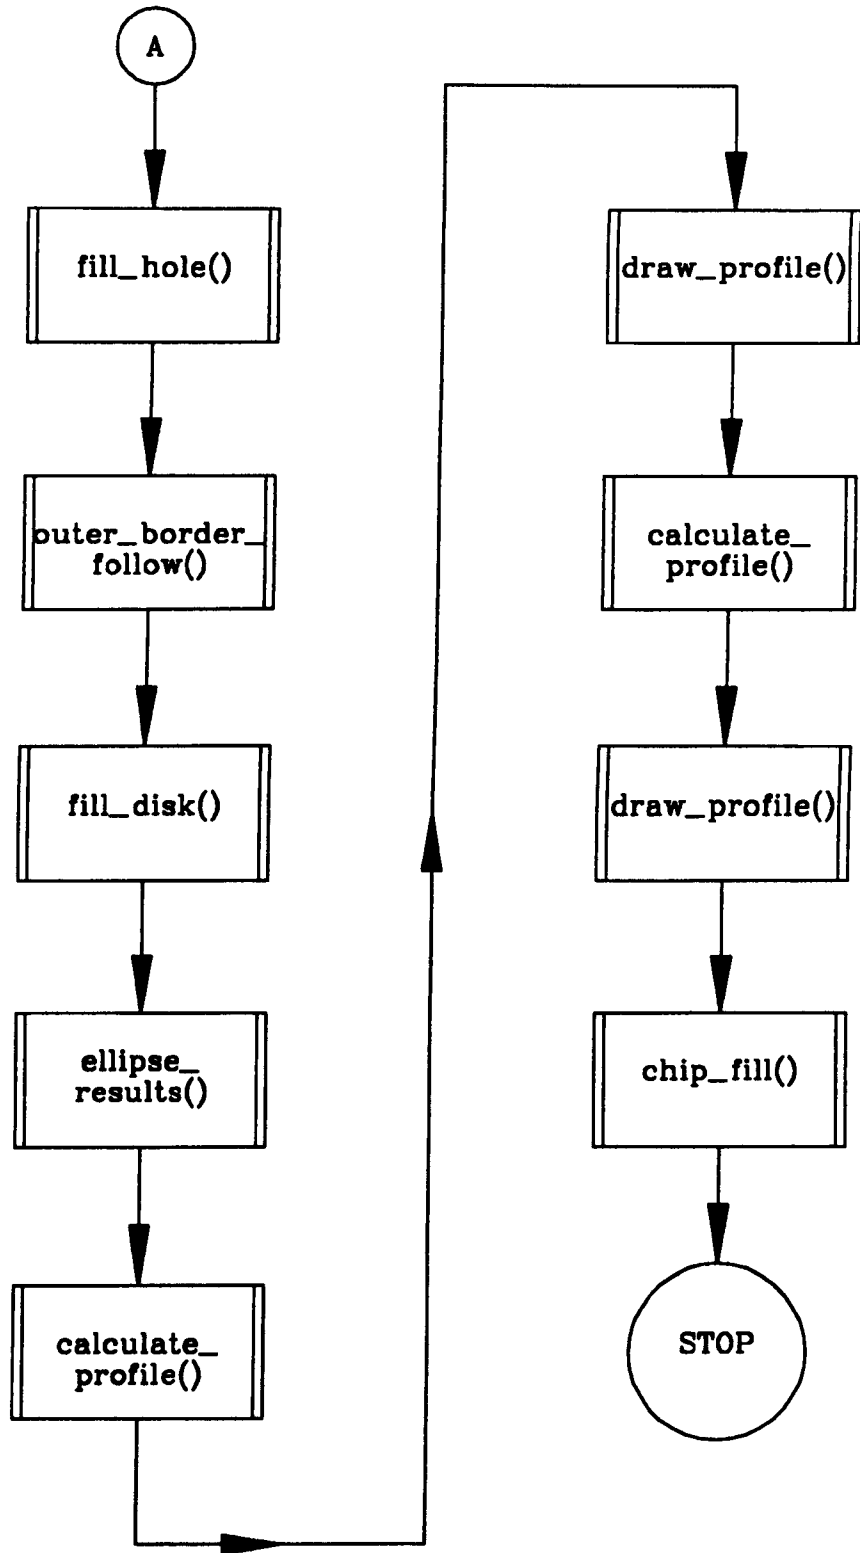 A
fill_hole()
outer_border_
follow()
fill_disk()
ellipse_
results()
calculate_
profile()
draw_profile()
calculate_
profile()
draw_profile()
chip_fill()
STOP